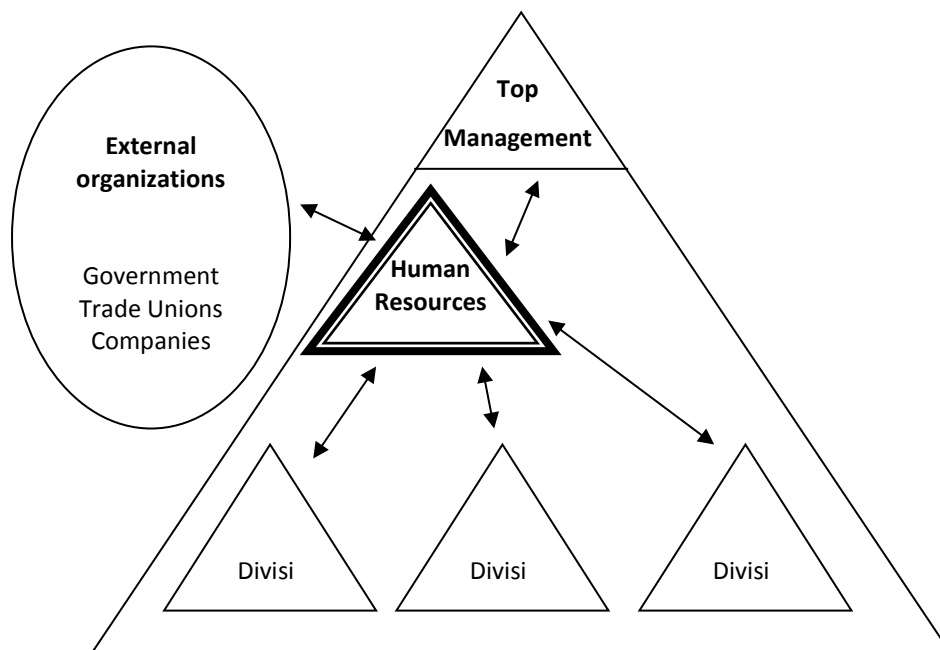 Top
Management
External
organizations
Government
Trade Unions
Companies
Human
Resources
Divisi
Divisi
Divisi